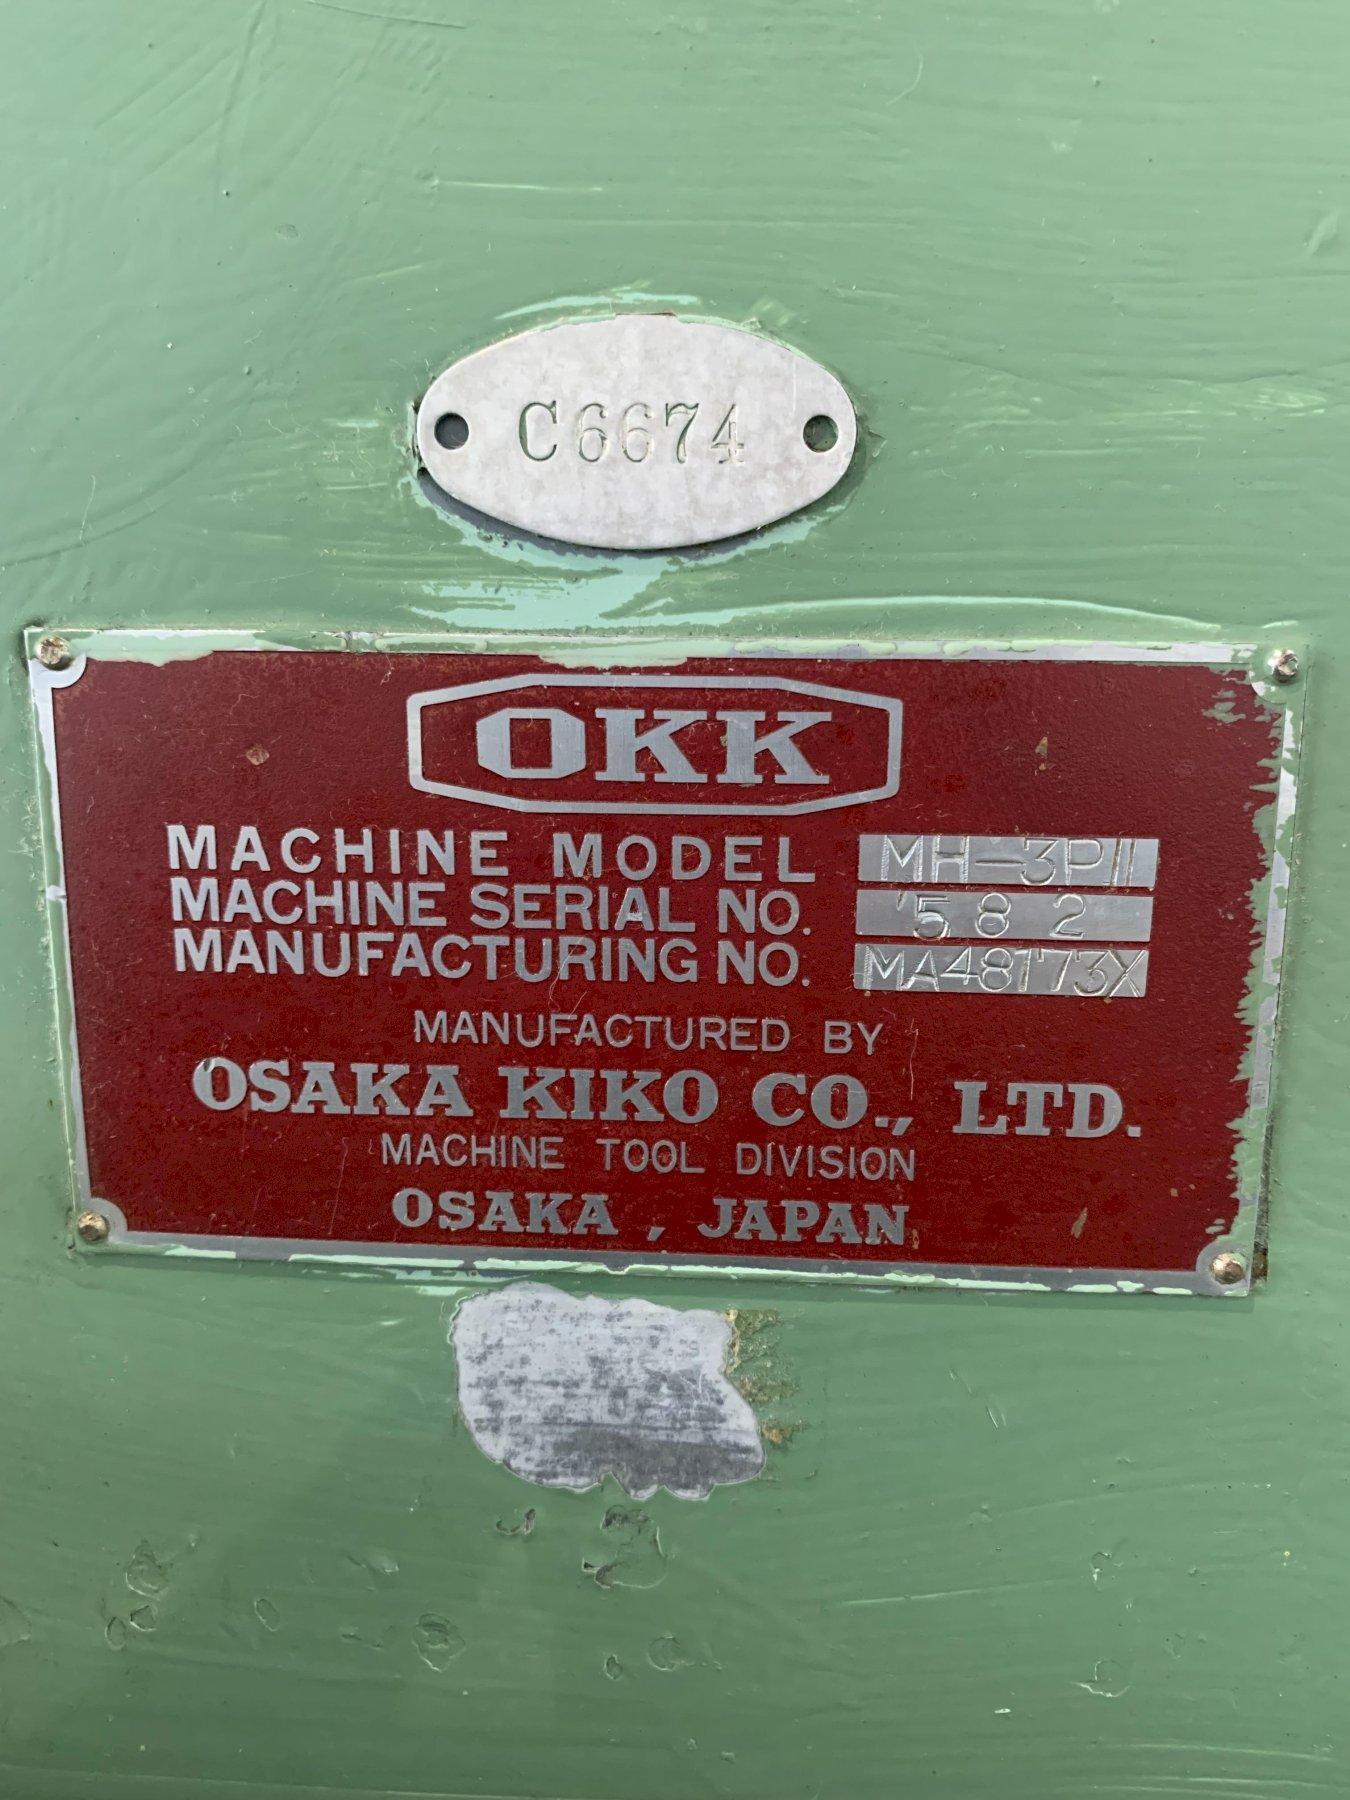 C6674
OKK
MACHINE MODEL MH-3PII
MACHINE SERIAL NO. 582
MANUFACTURING NO. MA48173X
MANUFACTURED BY
OSAKA KIKO CO., LTD.
MACHINE TOOL DIVISION
OSAKA, JAPAN